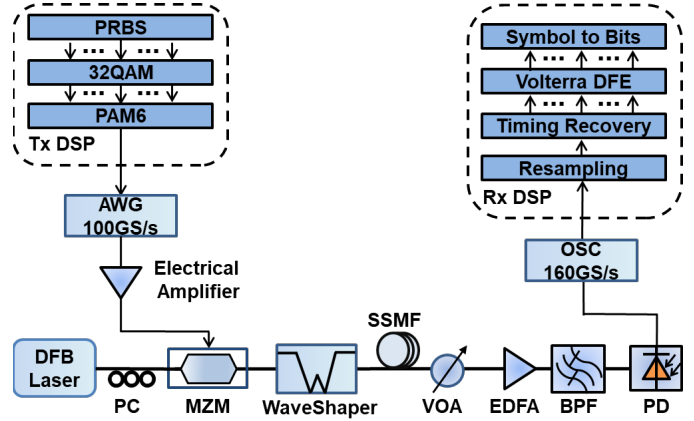 PRBS
32QAM
PAM6
Tx DSP
AWG
100GS/s
Electrical
Amplifier
DFB
Laser
PC
MZM
WaveShaper
SSMF
VOA
EDFA
BPF
PD
OSC
160GS/s
Symbol to Bits
Volterra DFE
Timing Recovery
Resampling
Rx DSP